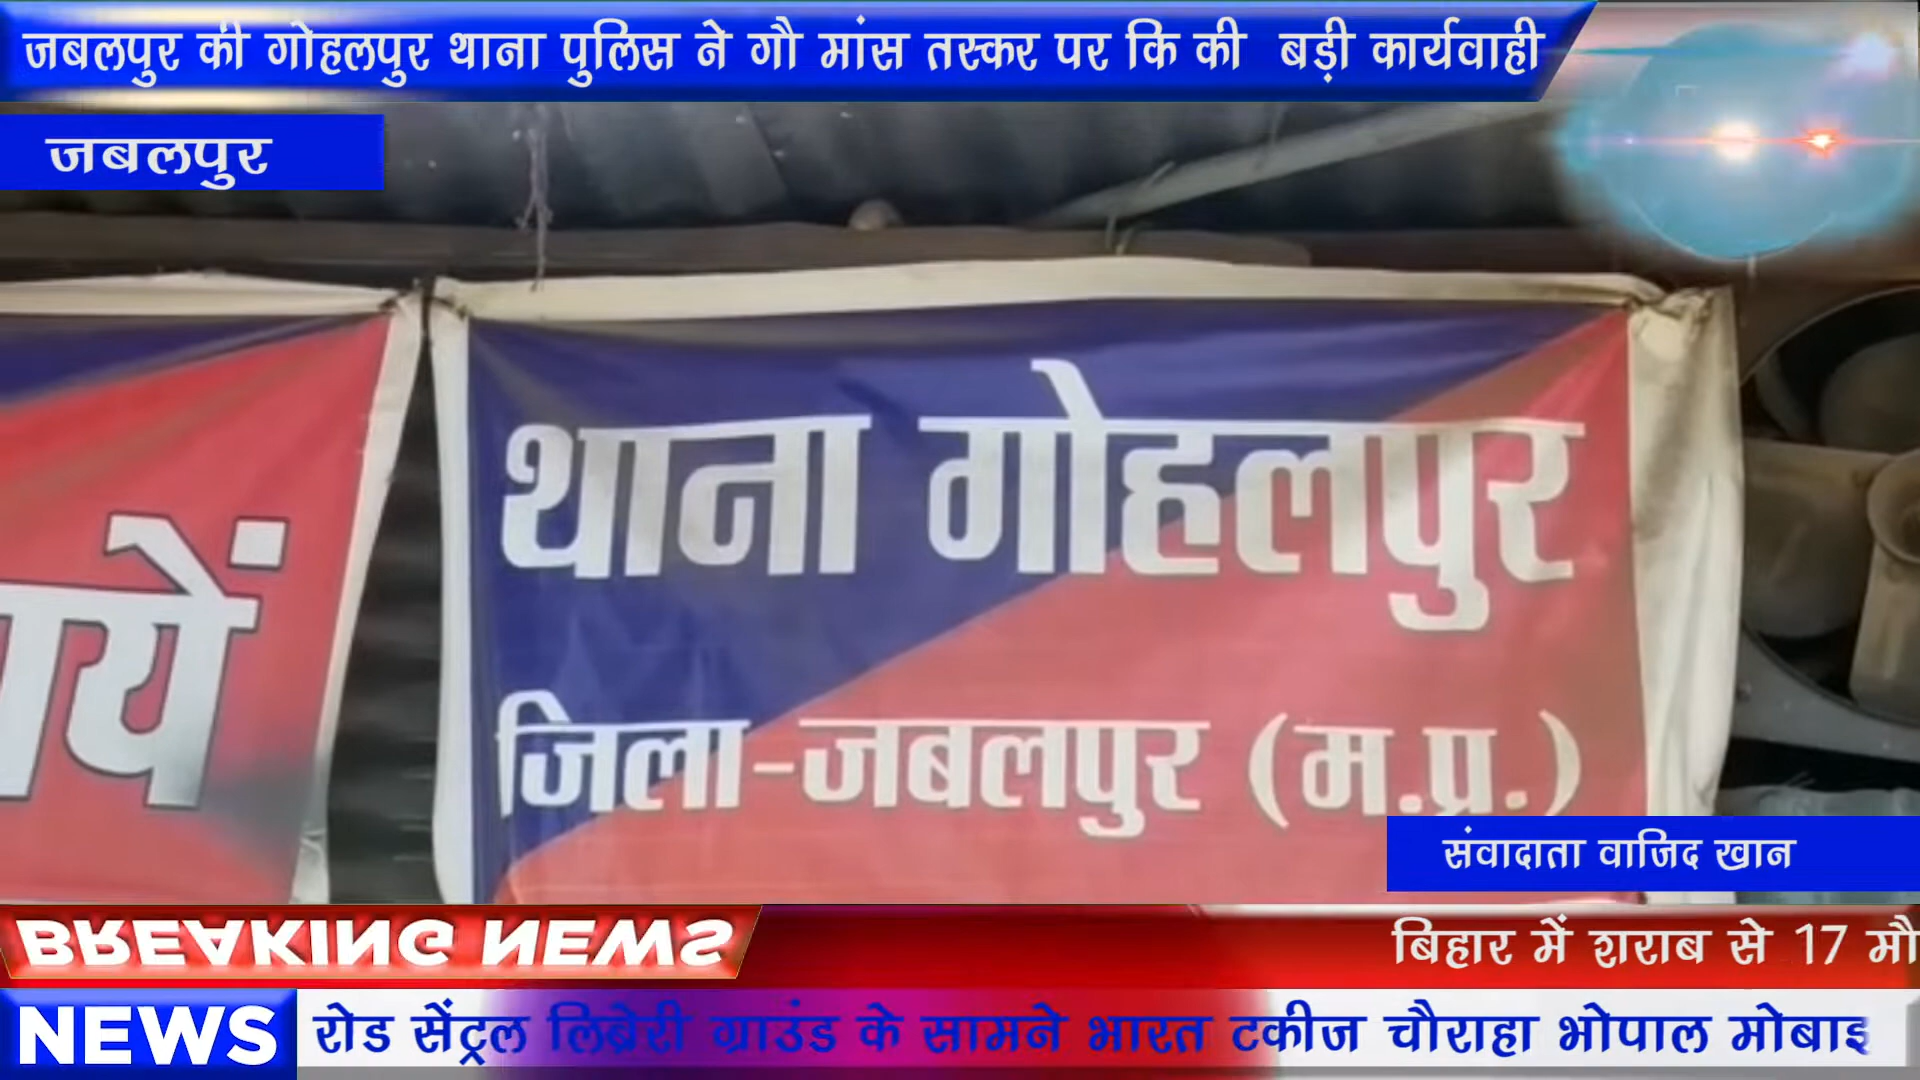 जबलपुर की गोहलपुर थाना पुलिस ने गौ मांस तस्कर पर कि की बड़ी कार्यवाही
जबलपुर
थाना गोहलपुर
जिला-जबलपुर (म.प्र.)
संवादाता वाजिद खान
BREAKING NEWS
बिहार में शराब से 17
NEWS
रोड सेंट्रल लिब्रेरी ग्राउंड के सामने भारत टकीज चौराहा भोपाल